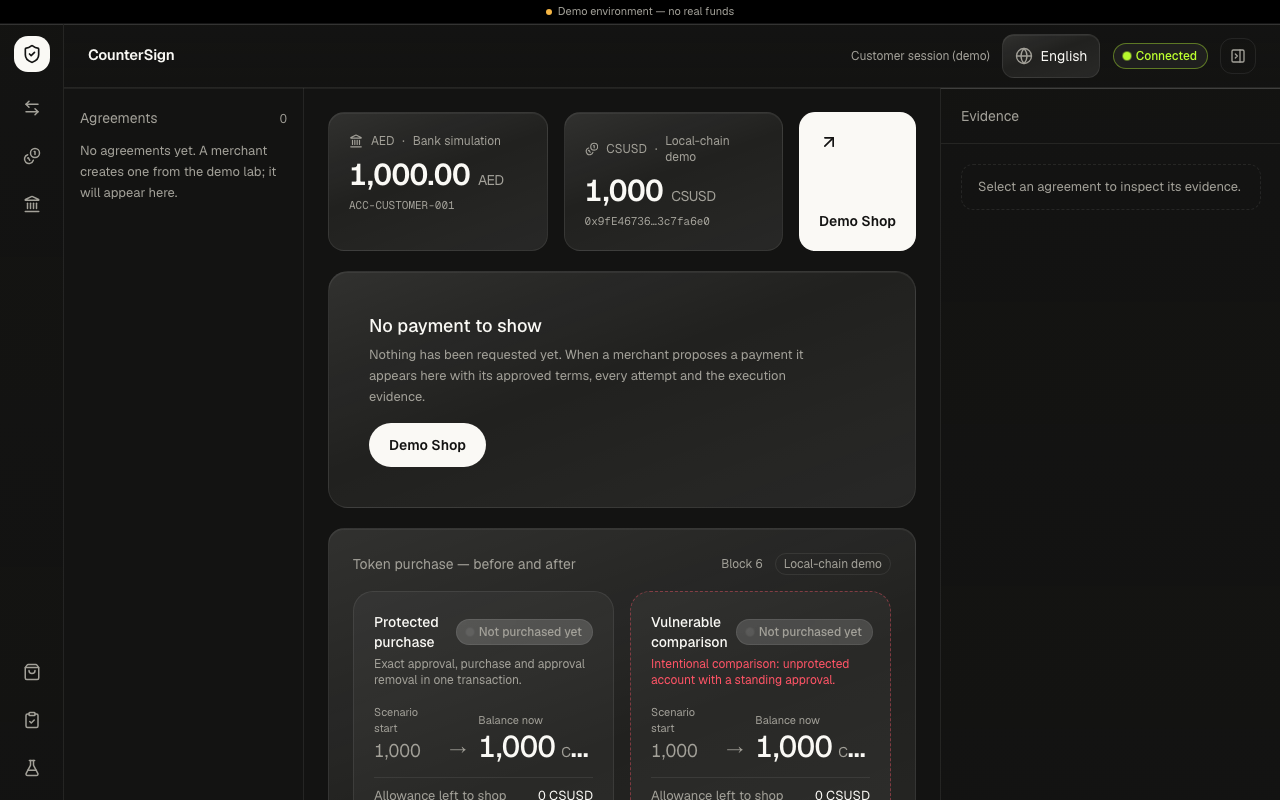 Demo environment — no real funds
CounterSign
Customer session (demo)
English
Connected
Agreements 0
No agreements yet. A merchant
creates one from the demo lab; it
will appear here.
AED · Bank simulation
1,000.00 AED
ACC-CUSTOMER-001
CSUSD · Local-chain
demo
1,000 CSUSD
0x9fE46736…3c7fa6e0
Demo Shop
Evidence
Select an agreement to inspect its evidence.
No payment to show
Nothing has been requested yet. When a merchant proposes a payment it
appears here with its approved terms, every attempt and the execution
evidence.
Demo Shop
Token purchase — before and after
Block 6
Local-chain demo
Protected
purchase
Not purchased yet
Exact approval, purchase and approval
removal in one transaction.
Scenario
start
1,000
→
Balance now
1,000 C…
Allowance left to shop 0 CSUSD
Vulnerable
comparison
Not purchased yet
Intentional comparison: unprotected
account with a standing approval.
Scenario
start
1,000
→
Balance now
1,000 C…
Allowance left to shop 0 CSUSD